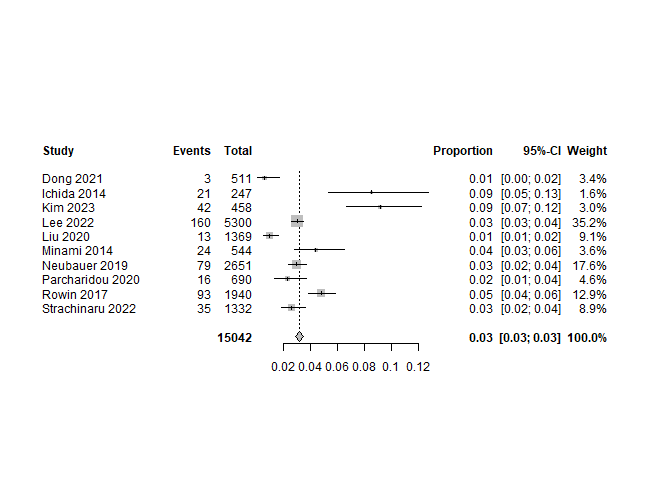 Study Events Total Proportion 95%-CI Weight
Dong 2021 3 511 0.01 [0.00; 0.02] 3.4%
Ichida 2014 21 247 0.09 [0.05; 0.13] 1.6%
Kim 2023 42 458 0.09 [0.07; 0.12] 3.0%
Lee 2022 160 5300 0.03 [0.03; 0.04] 35.2%
Liu 2020 13 1369 0.01 [0.01; 0.02] 9.1%
Minami 2014 24 544 0.04 [0.03; 0.06] 3.6%
Neubauer 2019 79 2651 0.03 [0.02; 0.04] 17.6%
Parcharidou 2020 16 690 0.02 [0.01; 0.04] 4.6%
Rowin 2017 93 1940 0.05 [0.04; 0.06] 12.9%
Strachinaru 2022 35 1332 0.03 [0.02; 0.04] 8.9%
15042 0.03 [0.03; 0.03] 100.0%
0.02 0.04 0.06 0.08 0.1 0.12